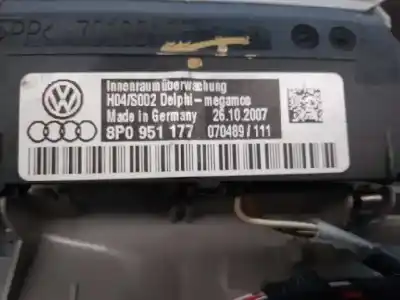 Innenraumüberwachung
H04/S002 Delphi-megamos
Made in Germany 26.10.2007
8P0 951 177 070489/111